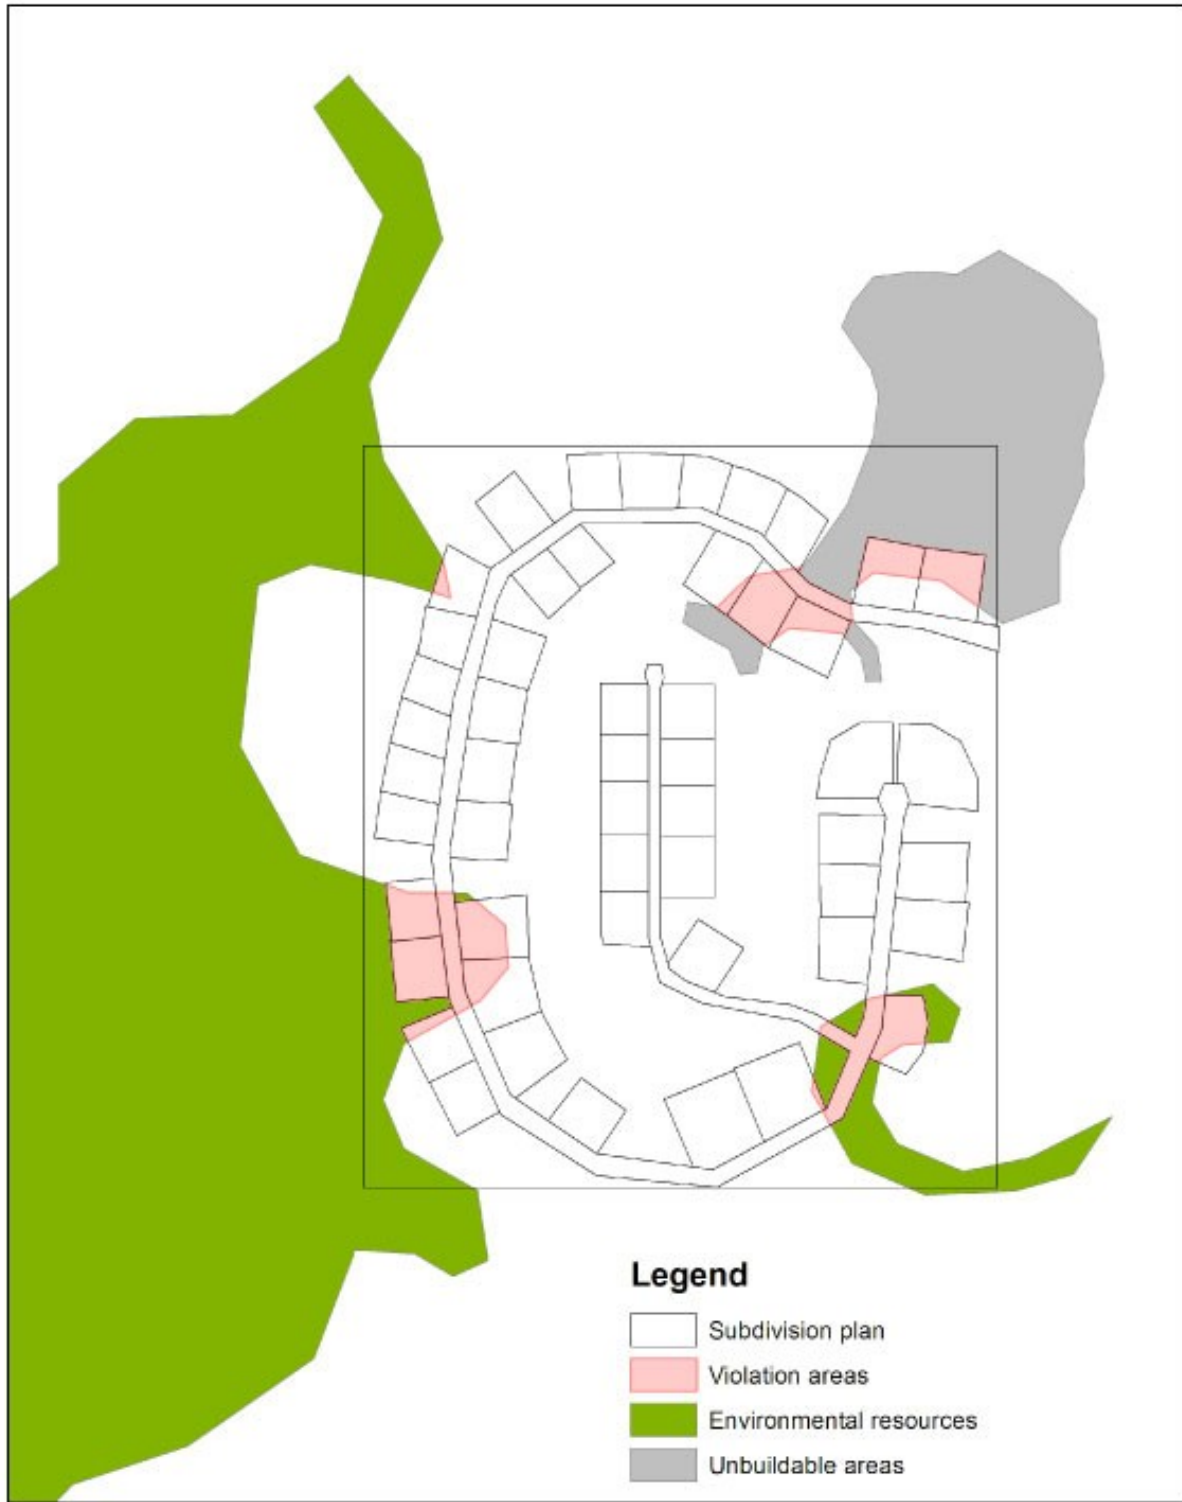 Legend
Subdivision plan
Violation areas
Environmental resources
Unbuildable areas